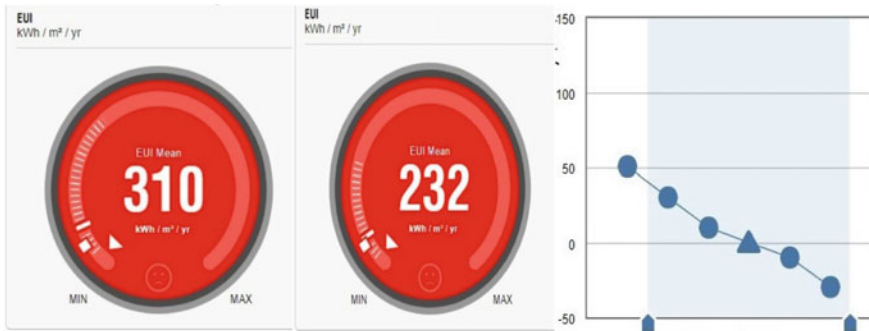 EUI
kWh / m² / yr
EUI Mean
310
kWh / m² / yr
MIN
MAX
EUI
kWh / m² / yr
EUI Mean
232
kWh / m² / yr
MIN
MAX
-150
100
50
0
-50